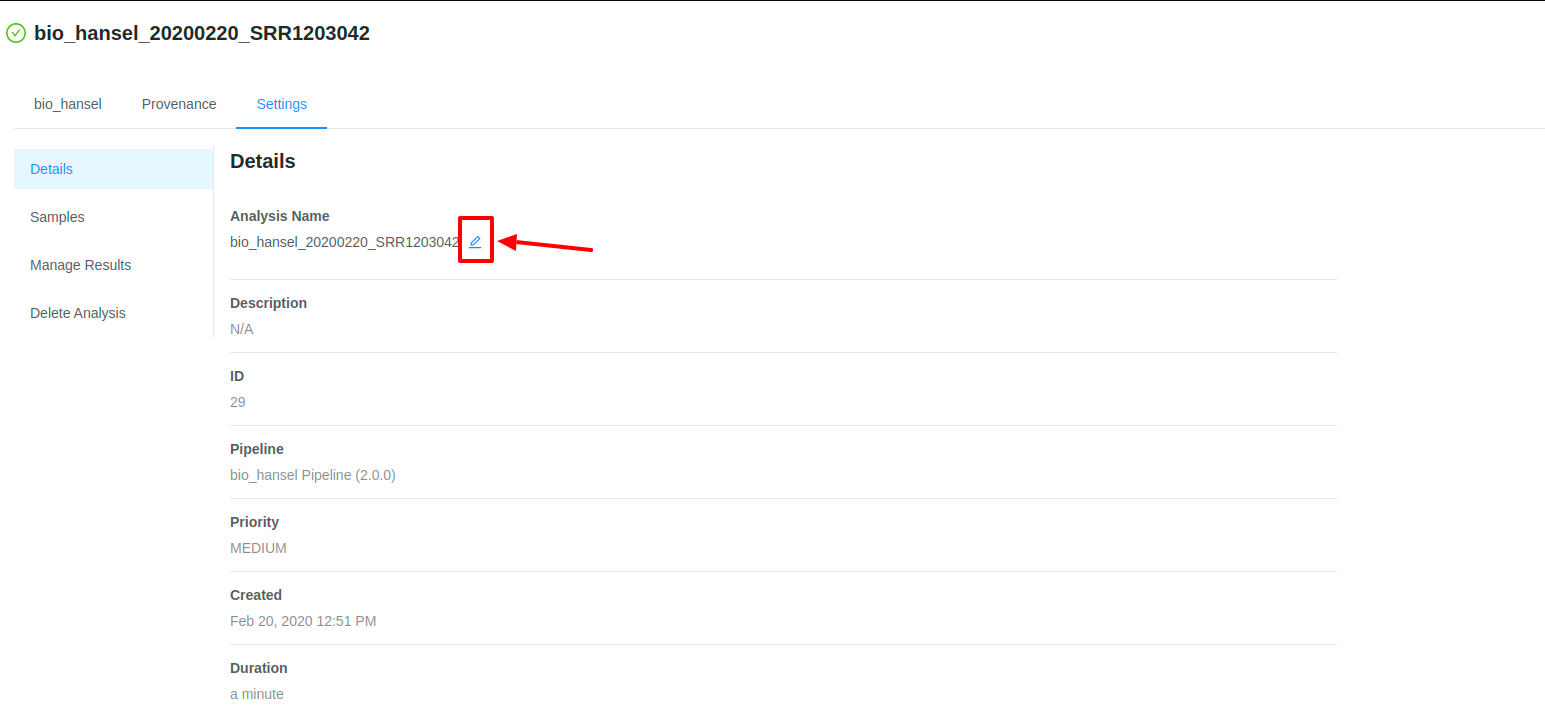 bio_hansel_20200220_SRR1203042
bio_hansel Provenance Settings
Details
Samples
Manage Results
Delete Analysis
Details
Analysis Name
bio_hansel_20200220_SRR1203042
Description
N/A
ID
29
Pipeline
bio_hansel Pipeline (2.0.0)
Priority
MEDIUM
Created
Feb 20, 2020 12:51 PM
Duration
a minute